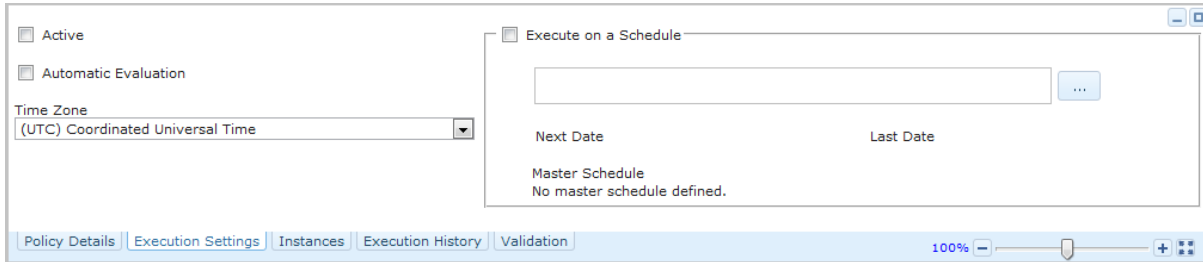 Active
Execute on a Schedule
Automatic Evaluation
...
Time Zone
(UTC) Coordinated Universal Time
Next Date
Last Date
Master Schedule
No master schedule defined.
Policy Details
Execution Settings
Instances
Execution History
Validation
100%